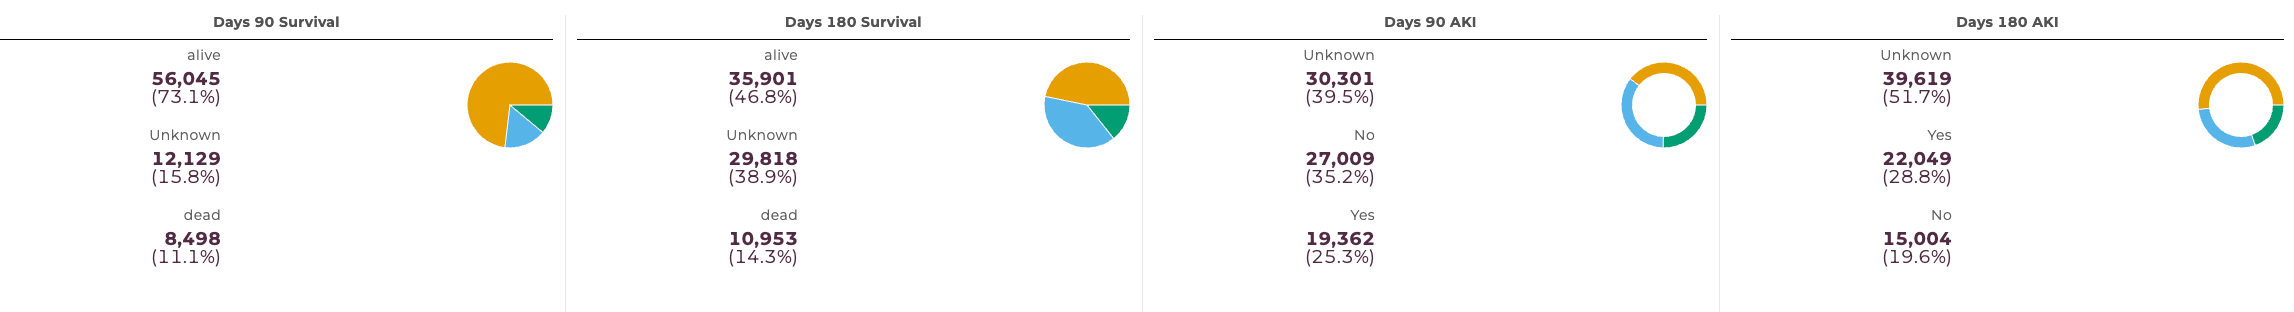 Days 90 Survival
alive
56,045
(73.1%)
Unknown
12,129
(15.8%)
dead
8,498
(11.1%)
Days 180 Survival
alive
35,901
(46.8%)
Unknown
29,818
(38.9%)
dead
10,953
(14.3%)
Days 90 AKI
Unknown
30,301
(39.5%)
No
27,009
(35.2%)
Yes
19,362
(25.3%)
Days 180 AKI
Unknown
39,619
(51.7%)
Yes
22,049
(28.8%)
No
15,004
(19.6%)